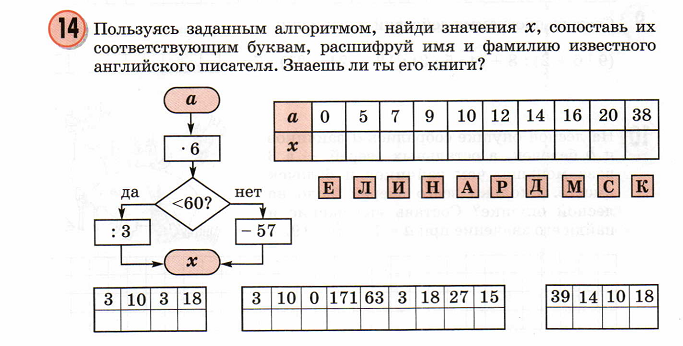 14 Пользуясь заданным алгоритмом, найди значения x, сопоставь их
соответствующим буквам, расшифруй имя и фамилию известного
английского писателя. Знаешь ли ты его книги?
a
· 6
да
<60?
нет
: 3
– 57
x
a 0 5 7 9 10 12 14 16 20 38
x
Е Л И Н А Р Д М С К
3 10 3 18
3 10 0 171 63 3 18 27 15
39 14 10 18